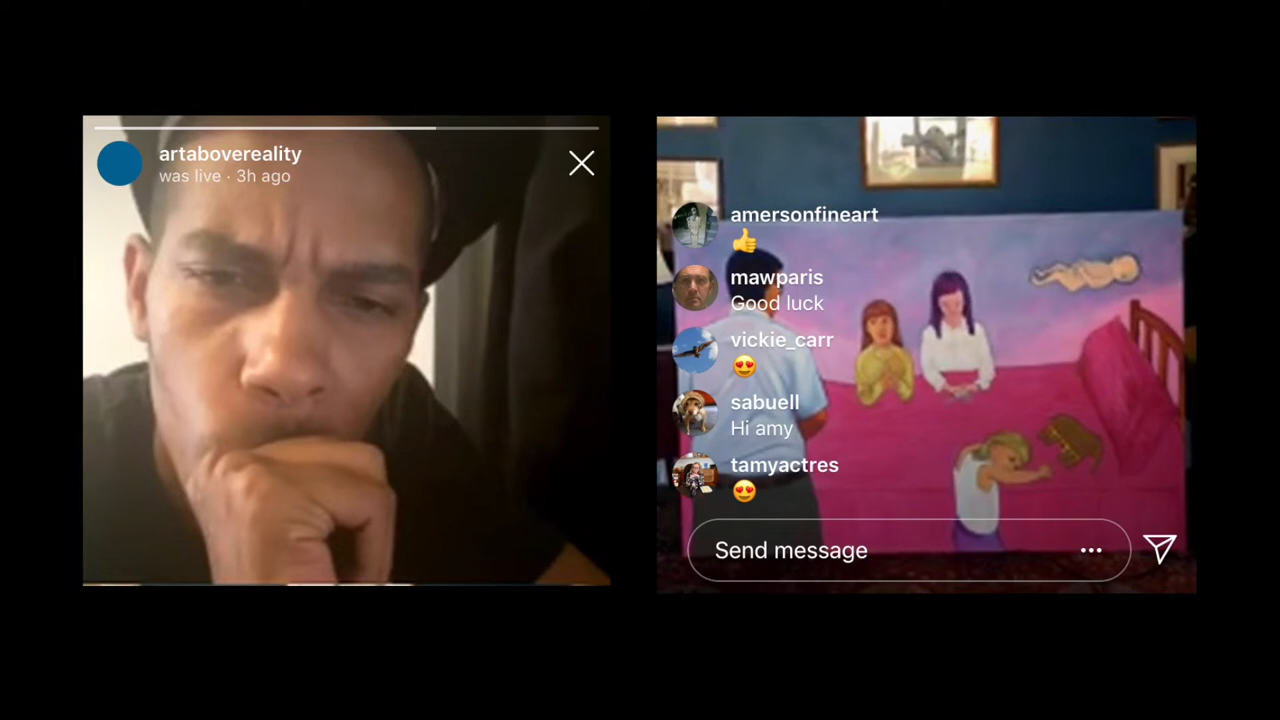 artabovereality
was live · 3h ago
amersonfineart
👍
mawparis
Good luck
vickie_carr
😍
sabuell
Hi amy
tamyactres
😍
Send message